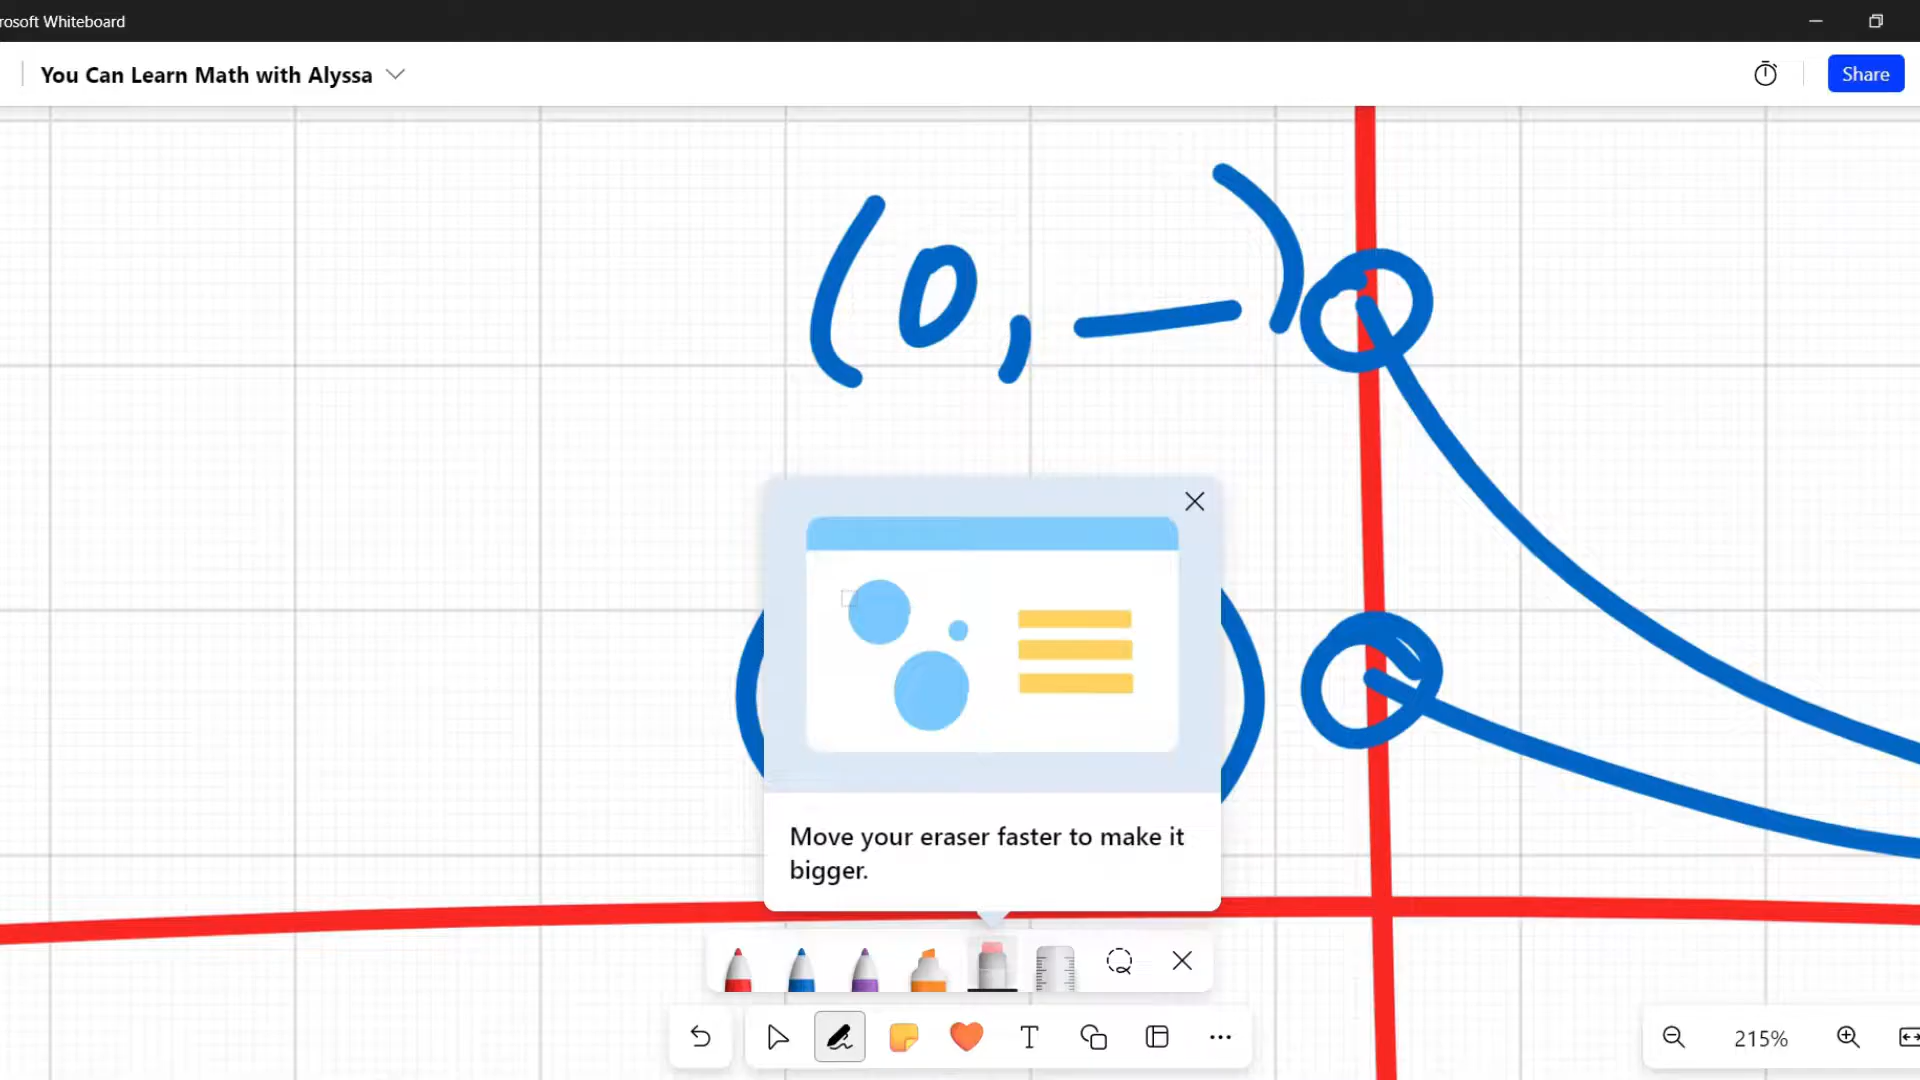 rosoft Whiteboard
You Can Learn Math with Alyssa
Share
(0, _)
Move your eraser faster to make it
bigger.
T
215%